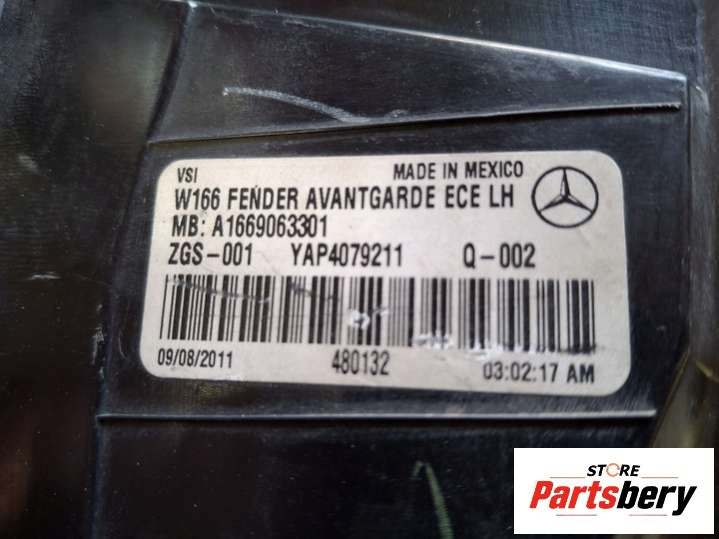 VSI MADE IN MEXICO
W166 FENDER AVANTGARDE ECE LH
MB: A1669063301
ZGS-001 YAP4079211 Q-002
09/08/2011 480132 03:02:17 AM
STORE
Partsbery